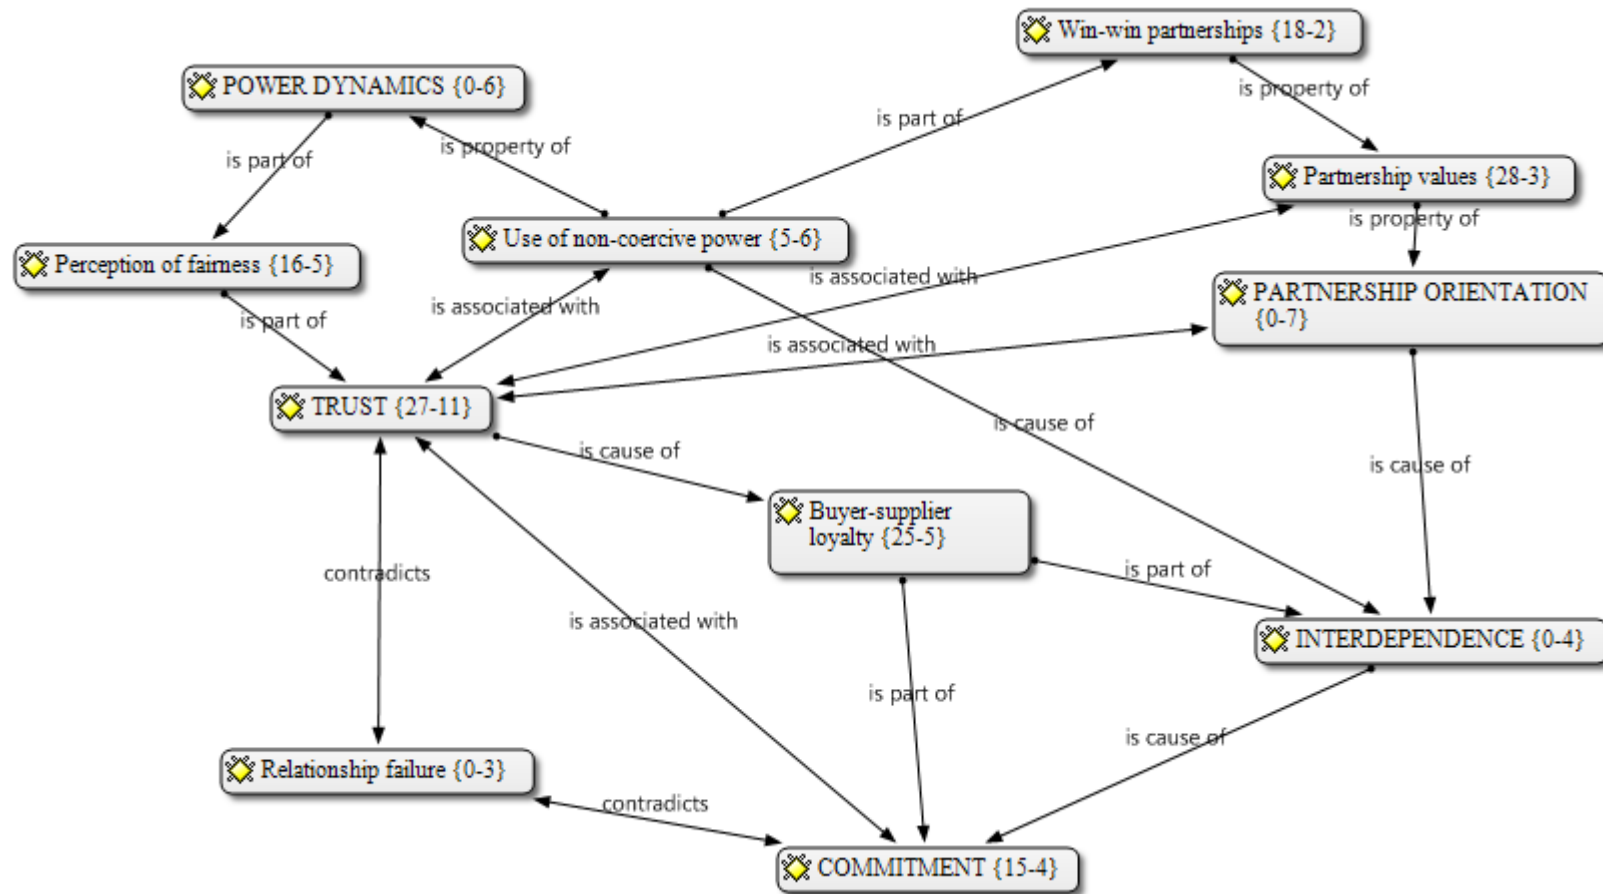 Win-win partnerships {18-2}
POWER DYNAMICS {0-6}
is part of
is property of
is part of
is property of
Partnership values {28-3}
is property of
Use of non-coercive power {5-6}
Perception of fairness {16-5}
is associated with
PARTNERSHIP ORIENTATION
{0-7}
is associated with
is part of
is associated with
TRUST {27-11}
is cause of
is cause of
is cause of
Buyer-supplier
loyalty {25-5}
contradicts
is part of
is associated with
INTERDEPENDENCE {0-4}
is part of
is cause of
Relationship failure {0-3}
contradicts
COMMITMENT {15-4}